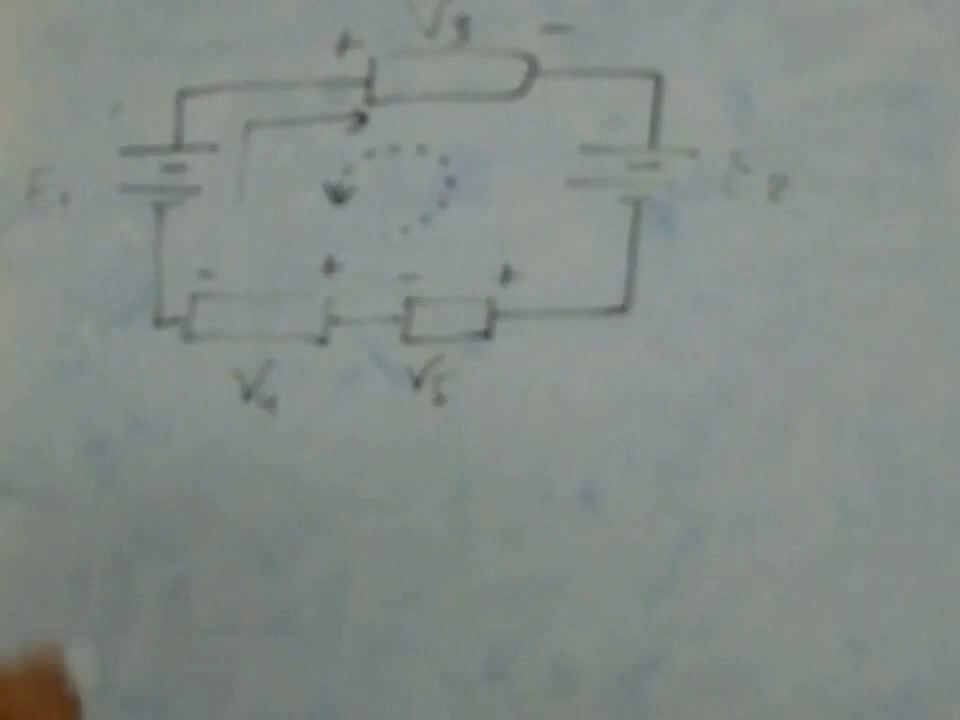 V3
+ -
E1
E2
- + - +
V4 V5